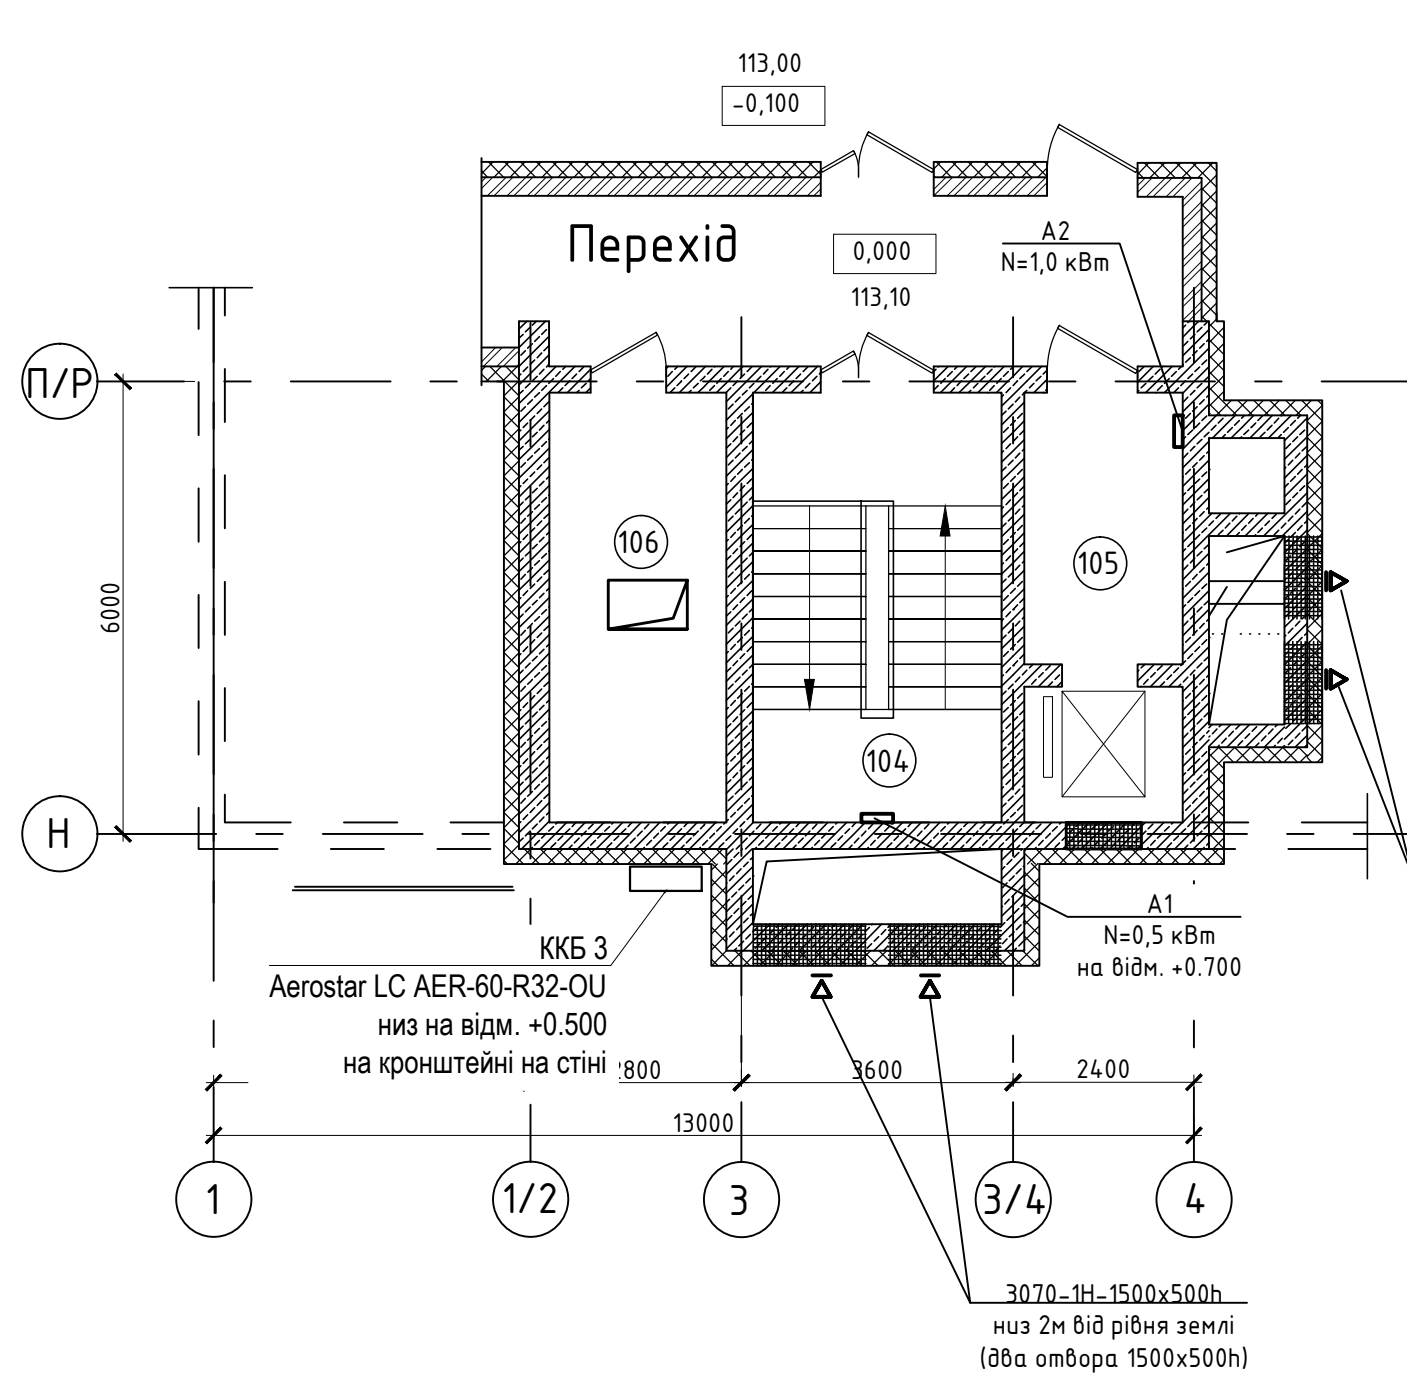 113,00
-0,100
Перехід
0,000
113,10
А2
N=1,0 кВт
П/Р
6000
106
105
104
Н
А1
N=0,5 кВт
на відм. +0.700
ККБ 3
Aerostar LC AER-60-R32-OU
низ на відм. +0.500
на кронштейні на стіні
2800
3600
2400
13000
1
1/2
3
3/4
4
3070-1Н-1500х500h
низ 2м від рівня землі
(два отвора 1500х500h)